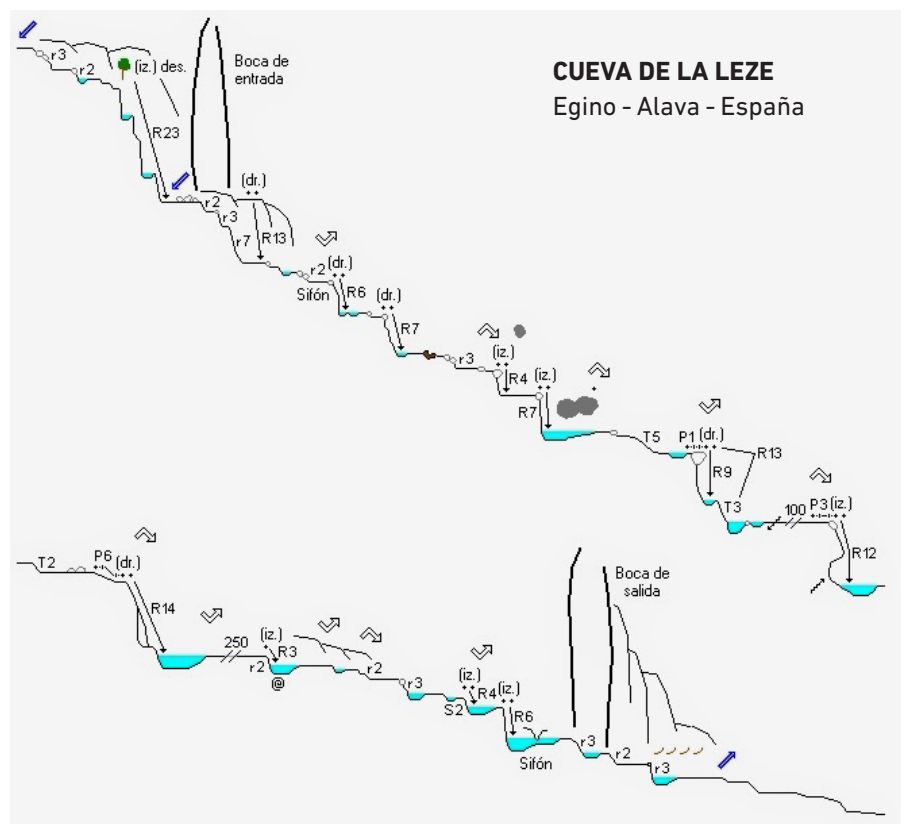 CUEVA DE LA LEZE
Egino - Alava - España
r3
r2
(iz.) des.
R23
Boca de
entrada
(dr.)
r2
r3
r7
R13
r2
(dr.)
Sifón
R6
(dr.)
R7
r3
(iz.)
R4
(iz.)
R7
T5
P1
(dr.)
R9
R13
T3
100
P3
(iz.)
R12
T2
P6
(dr.)
R14
250
(iz.)
R3
r2
@
r2
r3
S2
(iz.)
R4
(iz.)
R6
Sifón
Boca de
salida
r3
r2
r3